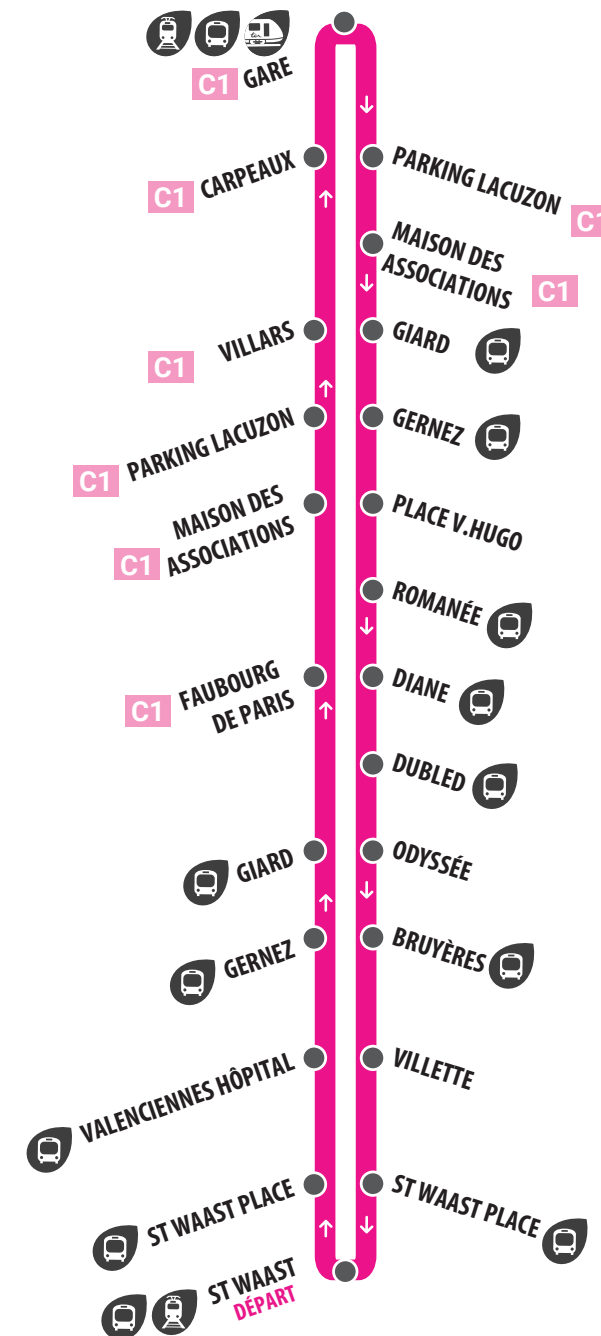 C1 GARE
C1 CARPEAUX
PARKING LACUZON
C1
MAISON DES
ASSOCIATIONS C1
C1 VILLARS
GIARD
C1 PARKING LACUZON
GERNEZ
MAISON DES
C1 ASSOCIATIONS
PLACE V.HUGO
ROMANÉE
C1 FAUBOURG
DE PARIS
DIANE
DUBLED
GIARD
ODYSSÉE
GERNEZ
BRUYÈRES
VALENCIENNES HÔPITAL
VILLETTE
ST WAAST PLACE
ST WAAST PLACE
ST WAAST
DÉPART